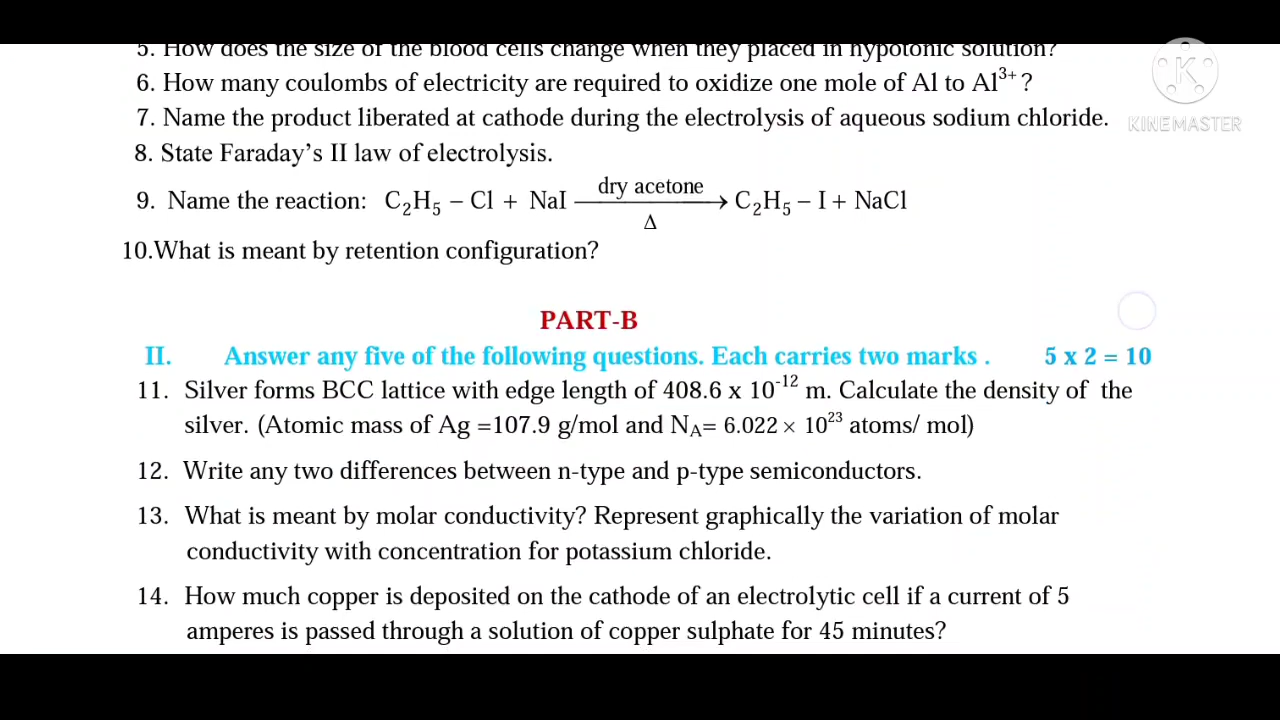 5. How does the size of the blood cells change when they placed in hypotonic solution?
6. How many coulombs of electricity are required to oxidize one mole of Al to Al³⁺ ?
7. Name the product liberated at cathode during the electrolysis of aqueous sodium chloride.
KINEMASTER
8. State Faraday's II law of electrolysis.
9. Name the reaction: C₂H₅ – Cl + NaI dry acetone → Δ C₂H₅ – I + NaCl
10.What is meant by retention configuration?
PART-B
II. Answer any five of the following questions. Each carries two marks . 5 x 2 = 10
11. Silver forms BCC lattice with edge length of 408.6 x 10⁻¹² m. Calculate the density of the
silver. (Atomic mass of Ag =107.9 g/mol and Nᴀ= 6.022 × 10²³ atoms/ mol)
12. Write any two differences between n-type and p-type semiconductors.
13. What is meant by molar conductivity? Represent graphically the variation of molar
conductivity with concentration for potassium chloride.
14. How much copper is deposited on the cathode of an electrolytic cell if a current of 5
amperes is passed through a solution of copper sulphate for 45 minutes?